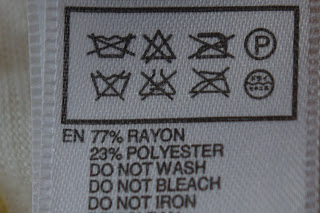 P
EN 77% RAYON
23% POLYESTER
DO NOT WASH
DO NOT BLEACH
DO NOT IRON